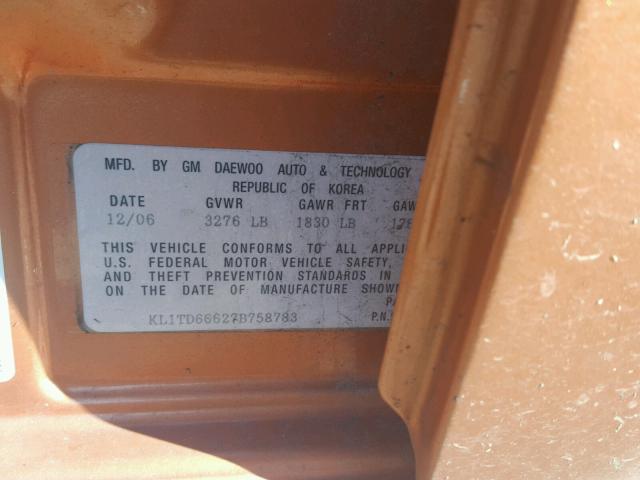 MFD. BY GM DAEWOO AUTO & TECHNOLOGY
REPUBLIC OF KOREA
DATE GVWR GAWR FRT
12/06 3276 LB 1830 LB
THIS VEHICLE CONFORMS TO ALL
U.S. FEDERAL MOTOR VEHICLE SAFETY,
AND THEFT PREVENTION STANDARDS IN
ON THE DATE OF MANUFACTURE SHOWN
KL1TD66627B758783 P.N.